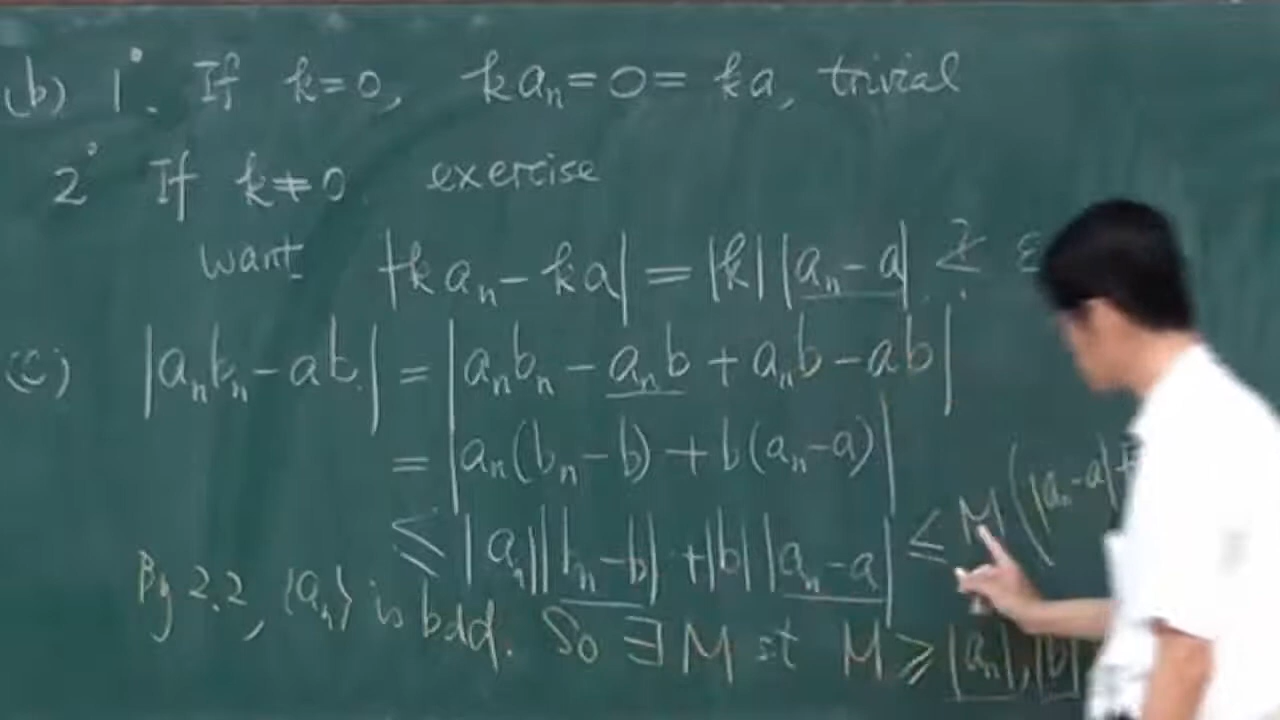 (b) 1°. If k=0, ka_n = 0 = ka, trivial
2° If k≠0 exercise
want |ka_n - ka| = |k||a_n - a| < ε
(c) |a_n b_n - ab| = |a_n b_n - a_n b + a_n b - ab|
= |a_n(b_n - b) + b(a_n - a)|
≤ |a_n||b_n - b| + |b||a_n - a| ≤ M(|a_n - a| +
By 2.2, {a_n} is bdd. So ∃ M st M ≥ |a_n|, |b|